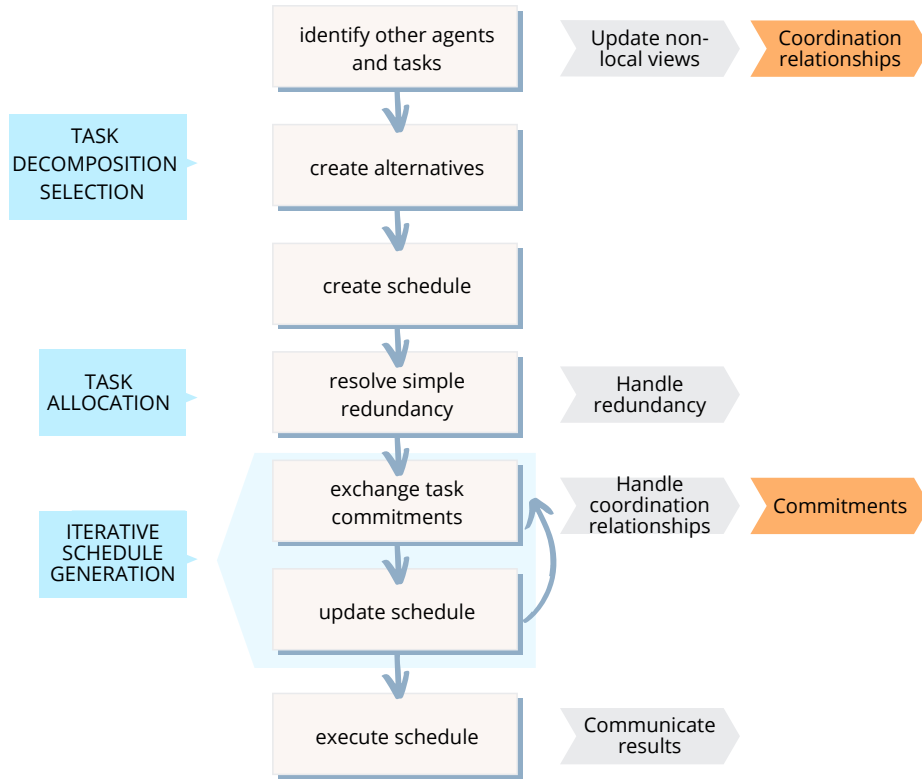 identify other agents
and tasks
Update non-
local views
Coordination
relationships
TASK
DECOMPOSITION
SELECTION
create alternatives
create schedule
TASK
ALLOCATION
resolve simple
redundancy
Handle
redundancy
ITERATIVE
SCHEDULE
GENERATION
exchange task
commitments
Handle
coordination
relationships
Commitments
update schedule
execute schedule
Communicate
results